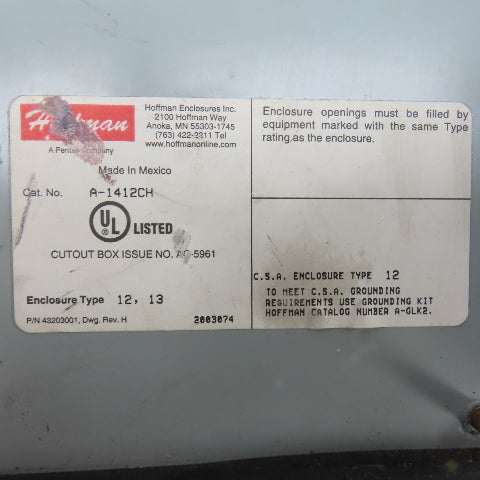 Hoffman
A Pentair Company
Hoffman Enclosures Inc.
2100 Hoffman Way
Anoka, MN 55303-1745
(763) 422-2211 Tel
www.hoffmanonline.com
Made in Mexico
Cat. No. A-1412CH
UL ® LISTED
CUTOUT BOX ISSUE NO. AC-5961
Enclosure Type 12, 13
P/N 43203001, Dwg. Rev. H 2003074
Enclosure openings must be filled by
equipment marked with the same Type
rating as the enclosure.
C.S.A. ENCLOSURE TYPE 12
TO MEET C.S.A. GROUNDING
REQUIREMENTS USE GROUNDING KIT
HOFFMAN CATALOG NUMBER A-GLK2.